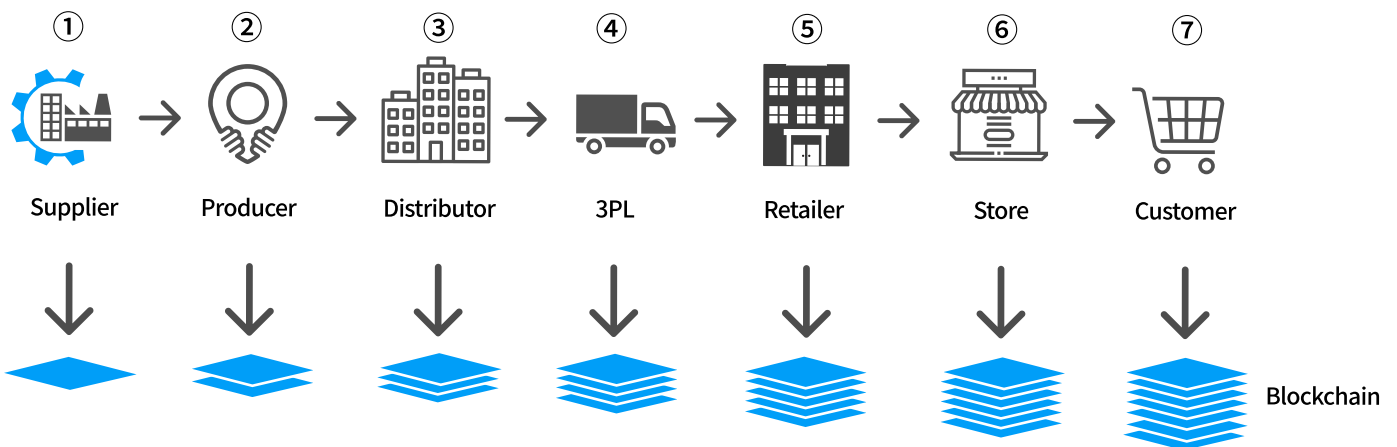 ① ② ③ ④ ⑤ ⑥ ⑦
Supplier Producer Distributor 3PL Retailer Store Customer
Blockchain